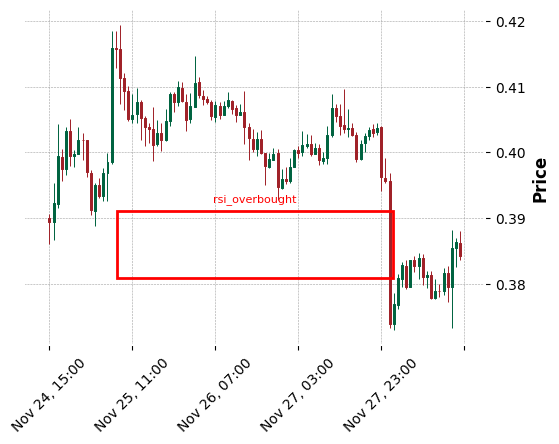 0.42
0.41
0.40
0.39
0.38
Price
rsi_overbought
Nov 24, 15:00
Nov 25, 11:00
Nov 26, 07:00
Nov 27, 03:00
Nov 27, 23:00